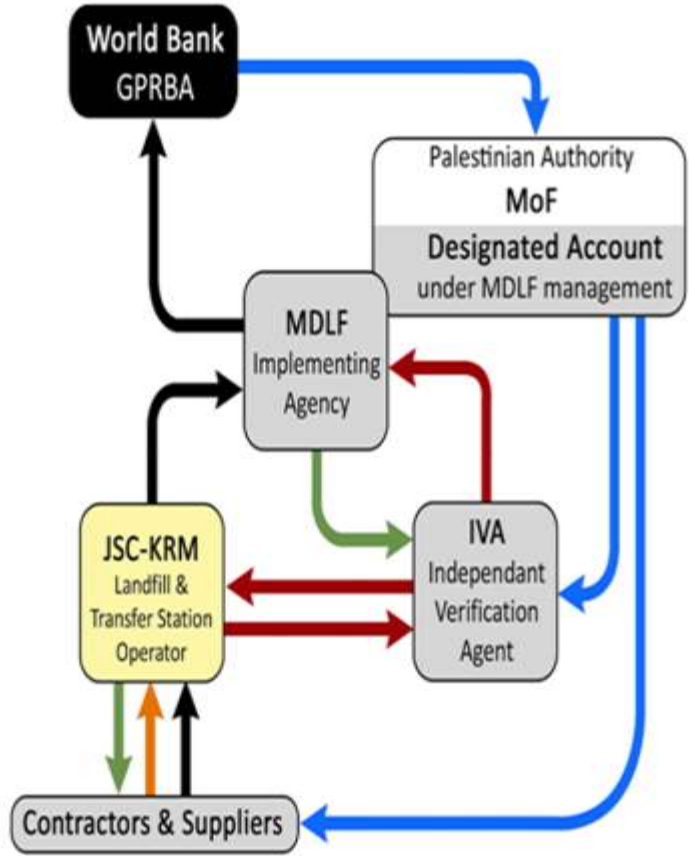 World Bank
GPRBA
Palestinian Authority
MoF
Designated Account
under MDLF management
MDLF
Implementing
Agency
JSC-KRM
Landfill &
Transfer Station
Operator
IVA
Independant
Verification
Agent
Contractors & Suppliers